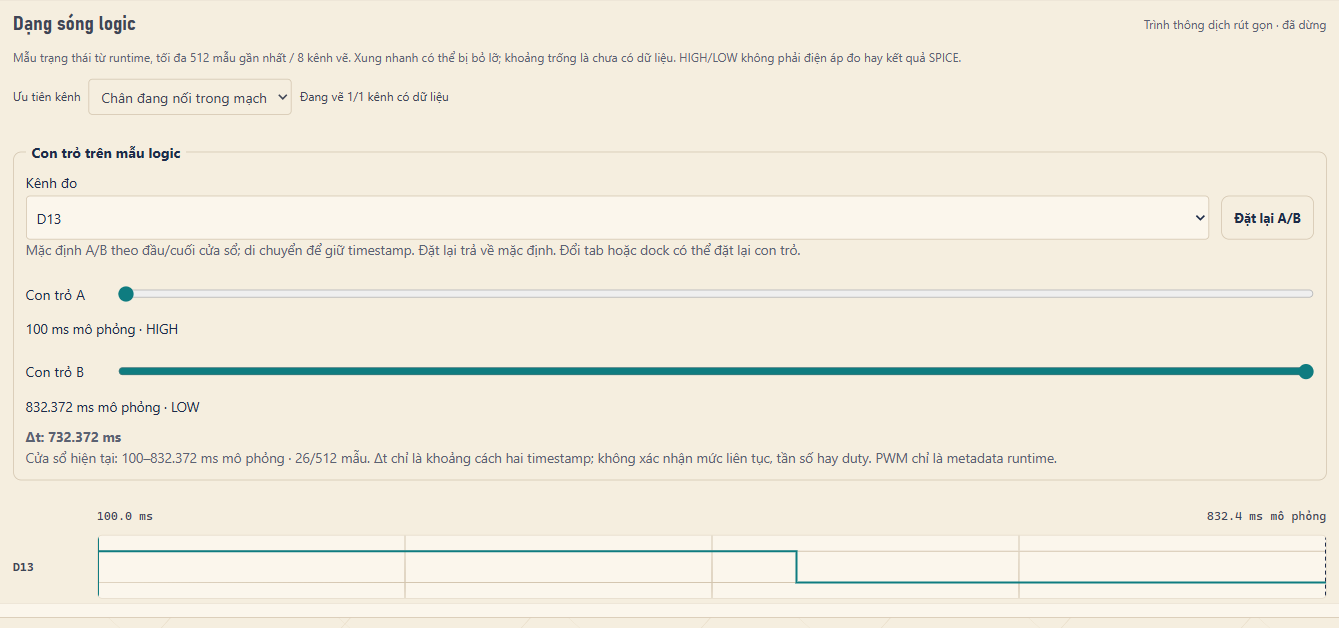 Dạng sóng logic
Trình thông dịch rút gọn · đã dừng
Mẫu trạng thái từ runtime, tối đa 512 mẫu gần nhất / 8 kênh vẽ. Xung nhanh có thể bị bỏ lỡ; khoảng trống là chưa có dữ liệu. HIGH/LOW không phải điện áp đo hay kết quả SPICE.
Ưu tiên kênh
Chân đang nối trong mạch
Đang vẽ 1/1 kênh có dữ liệu
Con trỏ trên mẫu logic
Kênh đo
D13
Đặt lại A/B
Mặc định A/B theo đầu/cuối cửa sổ; di chuyển để giữ timestamp. Đặt lại trả về mặc định. Đổi tab hoặc dock có thể đặt lại con trỏ.
Con trỏ A
100 ms mô phỏng · HIGH
Con trỏ B
832.372 ms mô phỏng · LOW
Δt: 732.372 ms
Cửa sổ hiện tại: 100–832.372 ms mô phỏng · 26/512 mẫu. Δt chỉ là khoảng cách hai timestamp; không xác nhận mức liên tục, tần số hay duty. PWM chỉ là metadata runtime.
100.0 ms
832.4 ms mô phỏng
D13